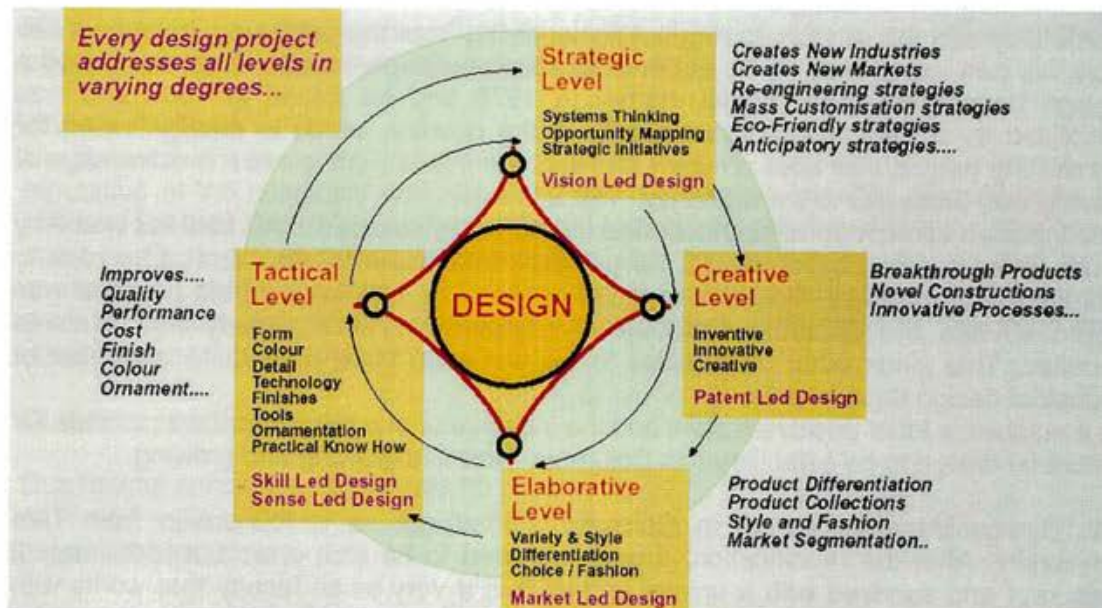 Every design project
addresses all levels in
varying degrees...
Strategic
Level
Systems Thinking
Opportunity Mapping
Strategic Initiatives
Vision Led Design
Creates New Industries
Creates New Markets
Re-engineering strategies
Mass Customisation strategies
Eco-Friendly strategies
Anticipatory strategies....
Improves....
Quality
Performance
Cost
Finish
Colour
Ornament....
Tactical
Level
Form
Colour
Detail
Technology
Finishes
Tools
Ornamentation
Practical Know How
Skill Led Design
Sense Led Design
DESIGN
Creative
Level
Inventive
Innovative
Creative
Patent Led Design
Breakthrough Products
Novel Constructions
Innovative Processes...
Elaborative
Level
Variety & Style
Differentiation
Choice / Fashion
Market Led Design
Product Differentiation
Product Collections
Style and Fashion
Market Segmentation..